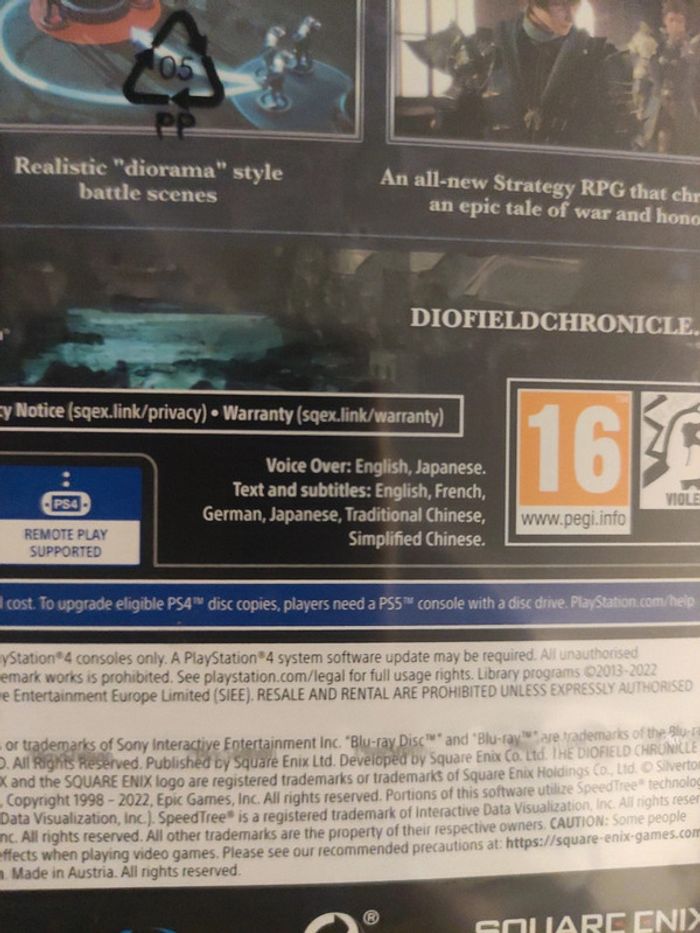 05
PP
Realistic "diorama" style
battle scenes
An all-new Strategy RPG that chr
an epic tale of war and hono
DIOFIELDCHRONICLE.
cy Notice (sqex.link/privacy) • Warranty (sqex.link/warranty)
PS4
REMOTE PLAY
SUPPORTED
Voice Over: English, Japanese.
Text and subtitles: English, French,
German, Japanese, Traditional Chinese,
Simplified Chinese.
16
www.pegi.info
VIOLE
l cost. To upgrade eligible PS4™ disc copies, players need a PS5™ console with a disc drive. PlayStation.com/help
yStation®4 consoles only. A PlayStation®4 system software update may be required. All unauthorised
emark works is prohibited. See playstation.com/legal for full usage rights. Library programs ©2013-2022
e Entertainment Europe Limited (SIEE). RESALE AND RENTAL ARE PROHIBITED UNLESS EXPRESSLY AUTHORISED
or trademarks of Sony Interactive Entertainment Inc. "Blu-ray Disc™" and "Blu-ray™" are trademarks of the Blu-r
D. All Rights Reserved. Published by Square Enix Ltd. Developed by Square Enix Co. Ltd. THE DIOFIELD CHRONICLE
X and the SQUARE ENIX logo are registered trademarks or trademarks of Square Enix Holdings Co., Ltd. © Silverto
, Copyright 1998 – 2022, Epic Games, Inc. All rights reserved. Portions of this software utilize SpeedTree® technolog
Data Visualization, Inc.). SpeedTree® is a registered trademark of Interactive Data Visualization, Inc. All rights rese
nc. All rights reserved. All other trademarks are the property of their respective owners. CAUTION: Some people
effects when playing video games. Please see our recommended precautions at: https://square-enix-games.com
. Made in Austria. All rights reserved.
®
SQUARE ENIX